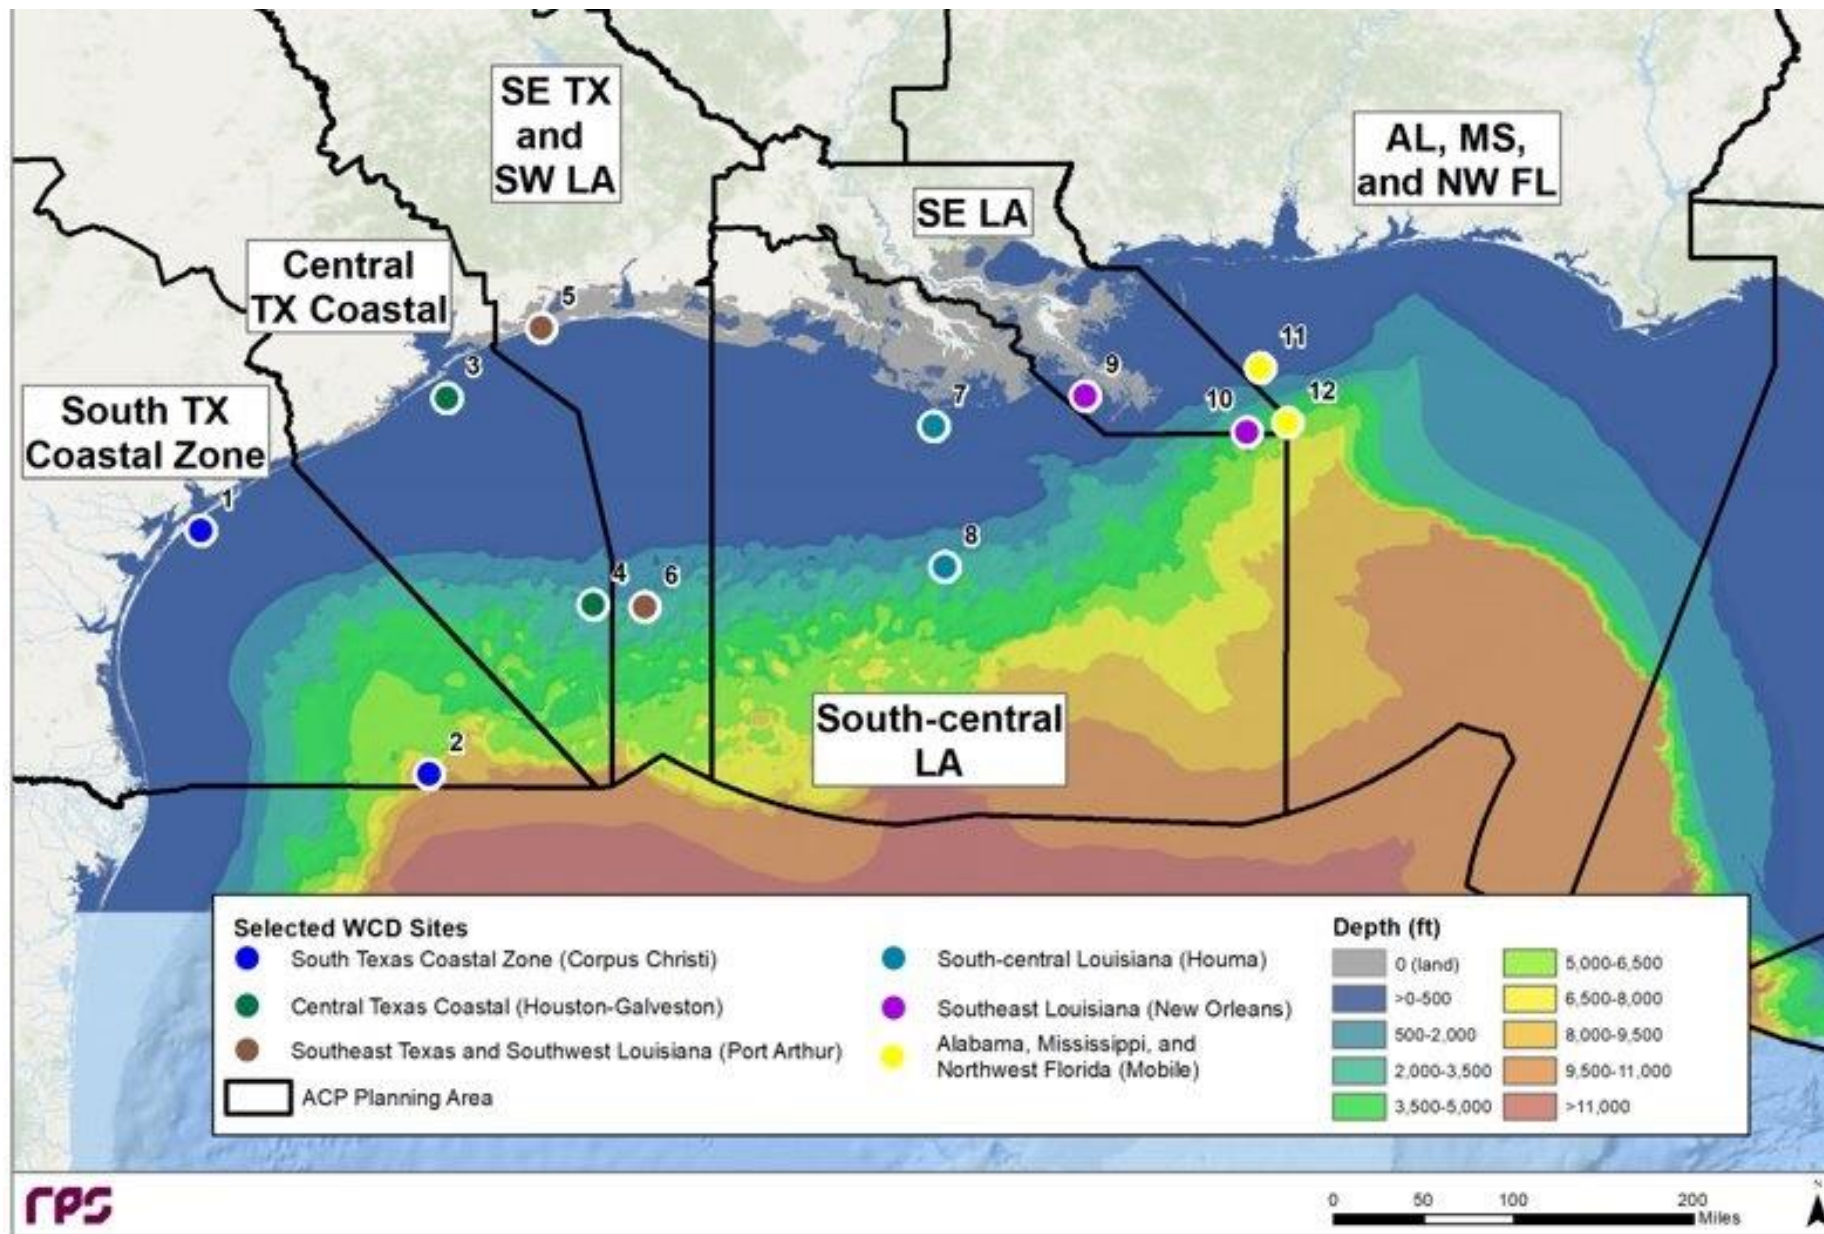 SE TX
and
SW LA
AL, MS,
and NW FL
SE LA
Central
TX Coastal
5
11
3
9
12
South TX
Coastal Zone
7
10
1
8
4
6
2
South-central
LA
Selected WCD Sites
South Texas Coastal Zone (Corpus Christi)
Central Texas Coastal (Houston-Galveston)
Southeast Texas and Southwest Louisiana (Port Arthur)
ACP Planning Area
South-central Louisiana (Houma)
Southeast Louisiana (New Orleans)
Alabama, Mississippi, and
Northwest Florida (Mobile)
Depth (ft)
0 (land)
>0-500
500-2,000
2,000-3,500
3,500-5,000
5,000-6,500
6,500-8,000
8,000-9,500
9,500-11,000
>11,000
rps
0 50 100 200
Miles
N